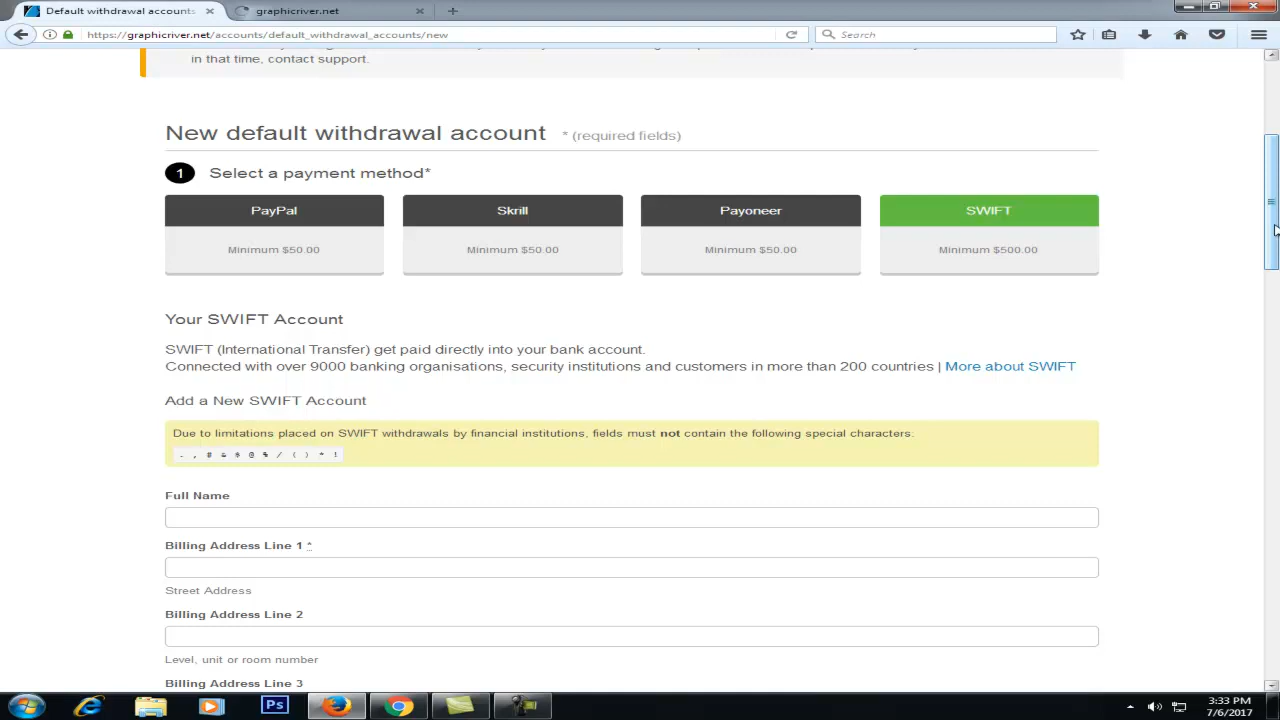 Default withdrawal accounts
graphicriver.net
https://graphicriver.net/accounts/default_withdrawal_accounts/new
Search
in that time, contact support.
New default withdrawal account * (required fields)
1 Select a payment method*
PayPal Skrill Payoneer SWIFT
Minimum $50.00 Minimum $50.00 Minimum $50.00 Minimum $500.00
Your SWIFT Account
SWIFT (International Transfer) get paid directly into your bank account.
Connected with over 9000 banking organisations, security institutions and customers in more than 200 countries | More about SWIFT
Add a New SWIFT Account
Due to limitations placed on SWIFT withdrawals by financial institutions, fields must not contain the following special characters:
- , # & $ @ % / ( ) * !
Full Name
Billing Address Line 1 *
Street Address
Billing Address Line 2
Level, unit or room number
Billing Address Line 3
Ps
3:33 PM
7/6/2017